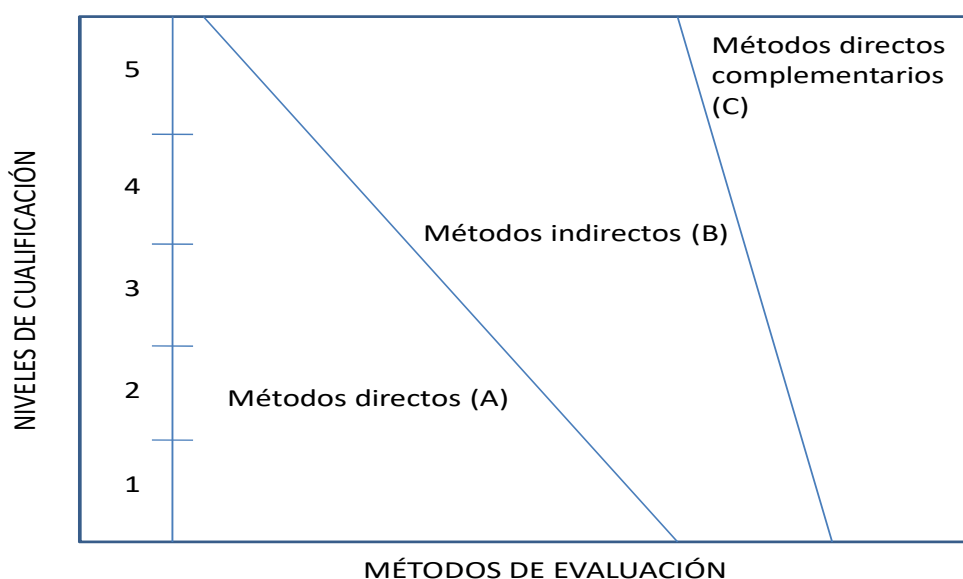 NIVELES DE CUALIFICACIÓN
5
4
3
2
1
Métodos directos
complementarios
(C)
Métodos indirectos (B)
Métodos directos (A)
MÉTODOS DE EVALUACIÓN